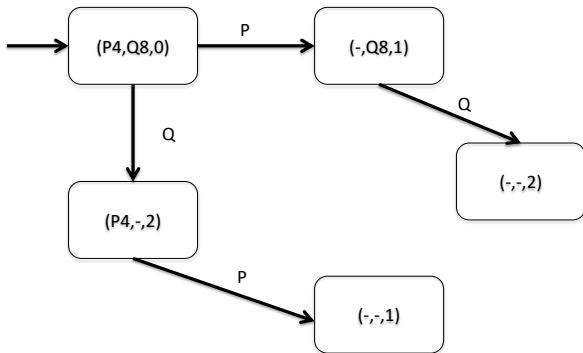 (P4,Q8,0)
P
(-,Q8,1)
Q
Q
(-,-,2)
(P4,-,2)
P
(-,-,1)